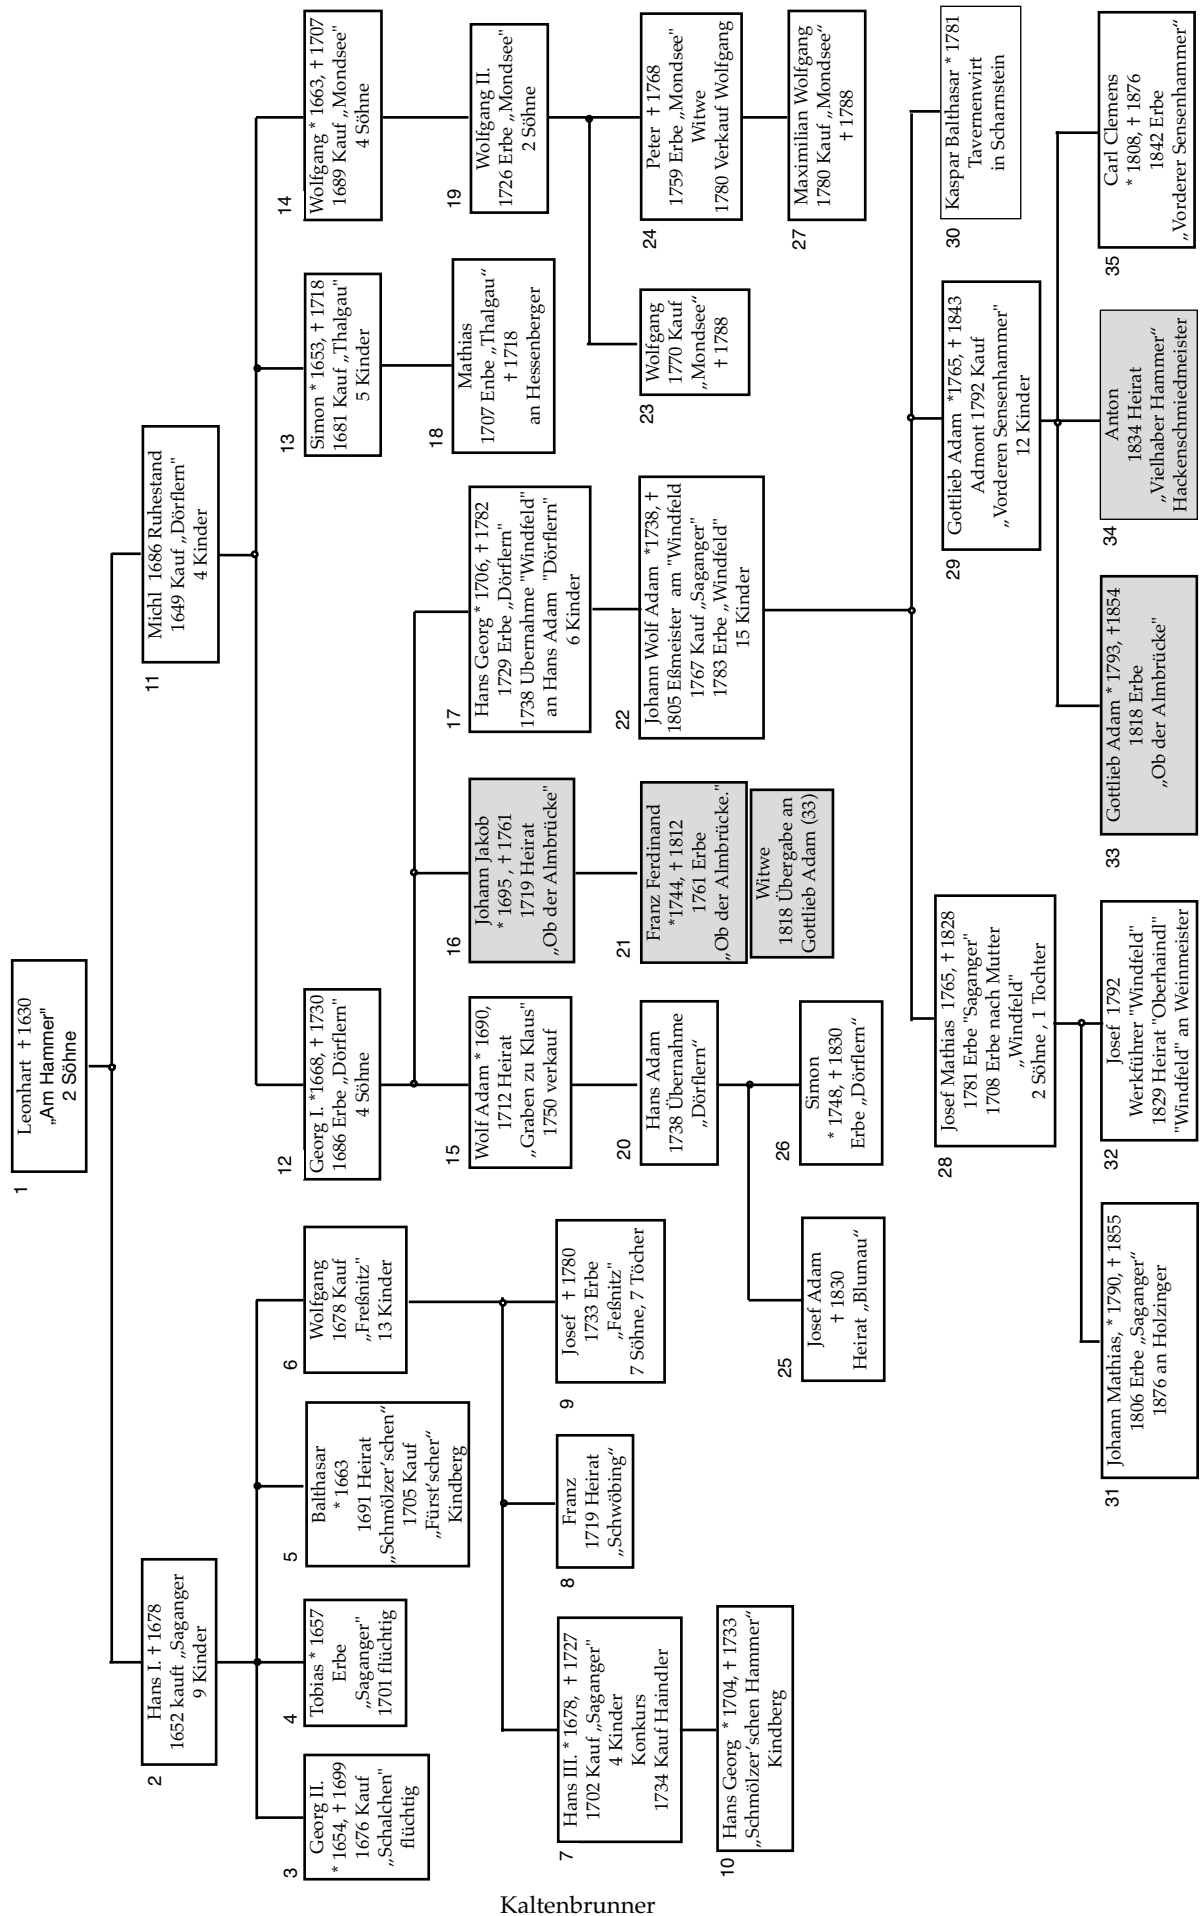 1
Leonhart † 1630
„Am Hammer"
2 Söhne
2
Hans I. † 1678
1652 kauft „Saganger
9 Kinder
11
Michl 1686 Ruhestand
1649 Kauf „Dörflern"
4 Kinder
3
Georg II.
* 1654, † 1699
1676 Kauf
„Schalchen"
flüchtig
4
Tobias * 1657
Erbe
„Saganger"
1701 flüchtig
5
Balthasar
* 1663
1691 Heirat
„Schmölzer'schen"
1705 Kauf
„Fürst'scher"
Kindberg
6
Wolfgang
1678 Kauf
„Freßnitz"
13 Kinder
12
Georg I. *1668, † 1730
1686 Erbe „Dörflern"
4 Söhne
13
Simon * 1653, † 1718
1681 Kauf „Thalgau"
5 Kinder
14
Wolfgang * 1663, † 1707
1689 Kauf „Mondsee"
4 Söhne
15
Wolf Adam * 1690,
1712 Heirat
„Graben zu Klaus"
1750 verkauf
16
Johann Jakob
* 1695 , † 1761
1719 Heirat
„Ob der Almbrücke"
17
Hans Georg * 1706, † 1782
1729 Erbe „Dörflern"
1738 Übernahme "Windfeld"
an Hans Adam "Dörflern"
6 Kinder
18
Mathias
1707 Enbe „Thalgau"
† 1718
an Hessenberger
19
Wolfgang II.
1726 Erbe „Mondsee"
2 Söhne
7
Hans III. * 1678, † 1727
1702 Kauf „Saganger"
4 Kinder
Konkurs
1734 Kauf Haindler
8
Franz
1719 Heirat
„Schwöbing"
9
Josef † 1780
1733 Erbe
„Feßnitz"
7 Söhne, 7 Töcher
20
Hans Adam
1738 Übernahme
„Dörflern"
21
Franz Ferdinand
*1744, † 1812
1761 Erbe
„Ob der Almbrücke."
Witwe
1818 Übergabe an
Gottlieb Adam (33)
22
Johann Wolf Adam *1738, †
1805 Eßmeister am "Windfeld
1767 Kauf „Saganger"
1783 Erbe „Windfeld"
15 Kinder
23
Wolfgang
1770 Kauf
„Mondsee"
† 1788
24
Peter † 1768
1759 Erbe „Mondsee"
Witwe
1780 Verkauf Wolfgang
10
Hans Georg * 1704, † 1733
„Schmölzer'schen Hammer"
Kindberg
25
Josef Adam
† 1830
Heirat „Blumau"
26
Simon
* 1748, † 1830
Erbe „Dörflern"
27
Maximilian Wolfgang
1780 Kauf „Mondsee"
† 1788
28
Josef Mathias 1765, † 1828
1781 Erbe "Saganger"
1708 Erbe nach Mutter
„Windfeld"
2 Söhne , 1 Tochter
29
Gottlieb Adam *1765, † 1843
Admont 1792 Kauf
„Vorderen Sensenhammer"
12 Kinder
30
Kaspar Balthasar * 1781
Tavernenwirt
in Scharnstein
31
Johann Mathias, * 1790, † 1855
1806 Erbe „Saganger"
1876 an Holzinger
32
Josef 1792
Werkführer "Windfeld"
1829 Heirat "Oberhaindl"
"Windfeld" an Weinmeister
33
Gottlieb Adam * 1793, †1854
1818 Erbe
„Ob der Almbrücke"
34
Anton
1834 Heirat
„Vielhaber Hammer"
Hackenschmiedmeister
35
Carl Clemens
* 1808, † 1876
1842 Erbe
„Vorderer Sensenhammer"
Kaltenbrunner